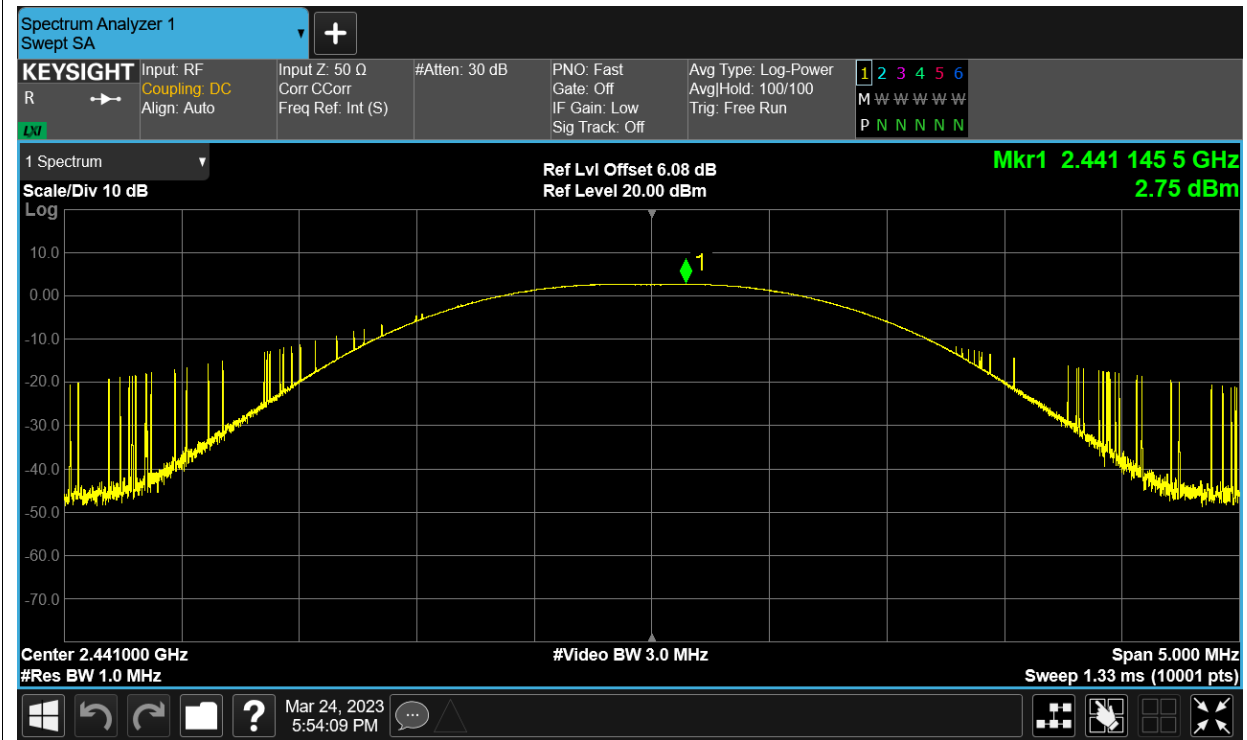 Spectrum Analyzer 1
Swept SA
+
KEYSIGHT
R
LXI
Input: RF
Coupling: DC
Align: Auto
Input Z: 50 Ω
Corr CCorr
Freq Ref: Int (S)
#Atten: 30 dB
PNO: Fast
Gate: Off
IF Gain: Low
Sig Track: Off
Avg Type: Log-Power
Avg|Hold: 100/100
Trig: Free Run
1 2 3 4 5 6
M W W W W W
P N N N N N
1 Spectrum
Scale/Div 10 dB
Log
Ref Lvl Offset 6.08 dB
Ref Level 20.00 dBm
Mkr1 2.441 145 5 GHz
2.75 dBm
1
10.0
0.00
-10.0
-20.0
-30.0
-40.0
-50.0
-60.0
-70.0
Center 2.441000 GHz
#Res BW 1.0 MHz
#Video BW 3.0 MHz
Span 5.000 MHz
Sweep 1.33 ms (10001 pts)
?
Mar 24, 2023
5:54:09 PM